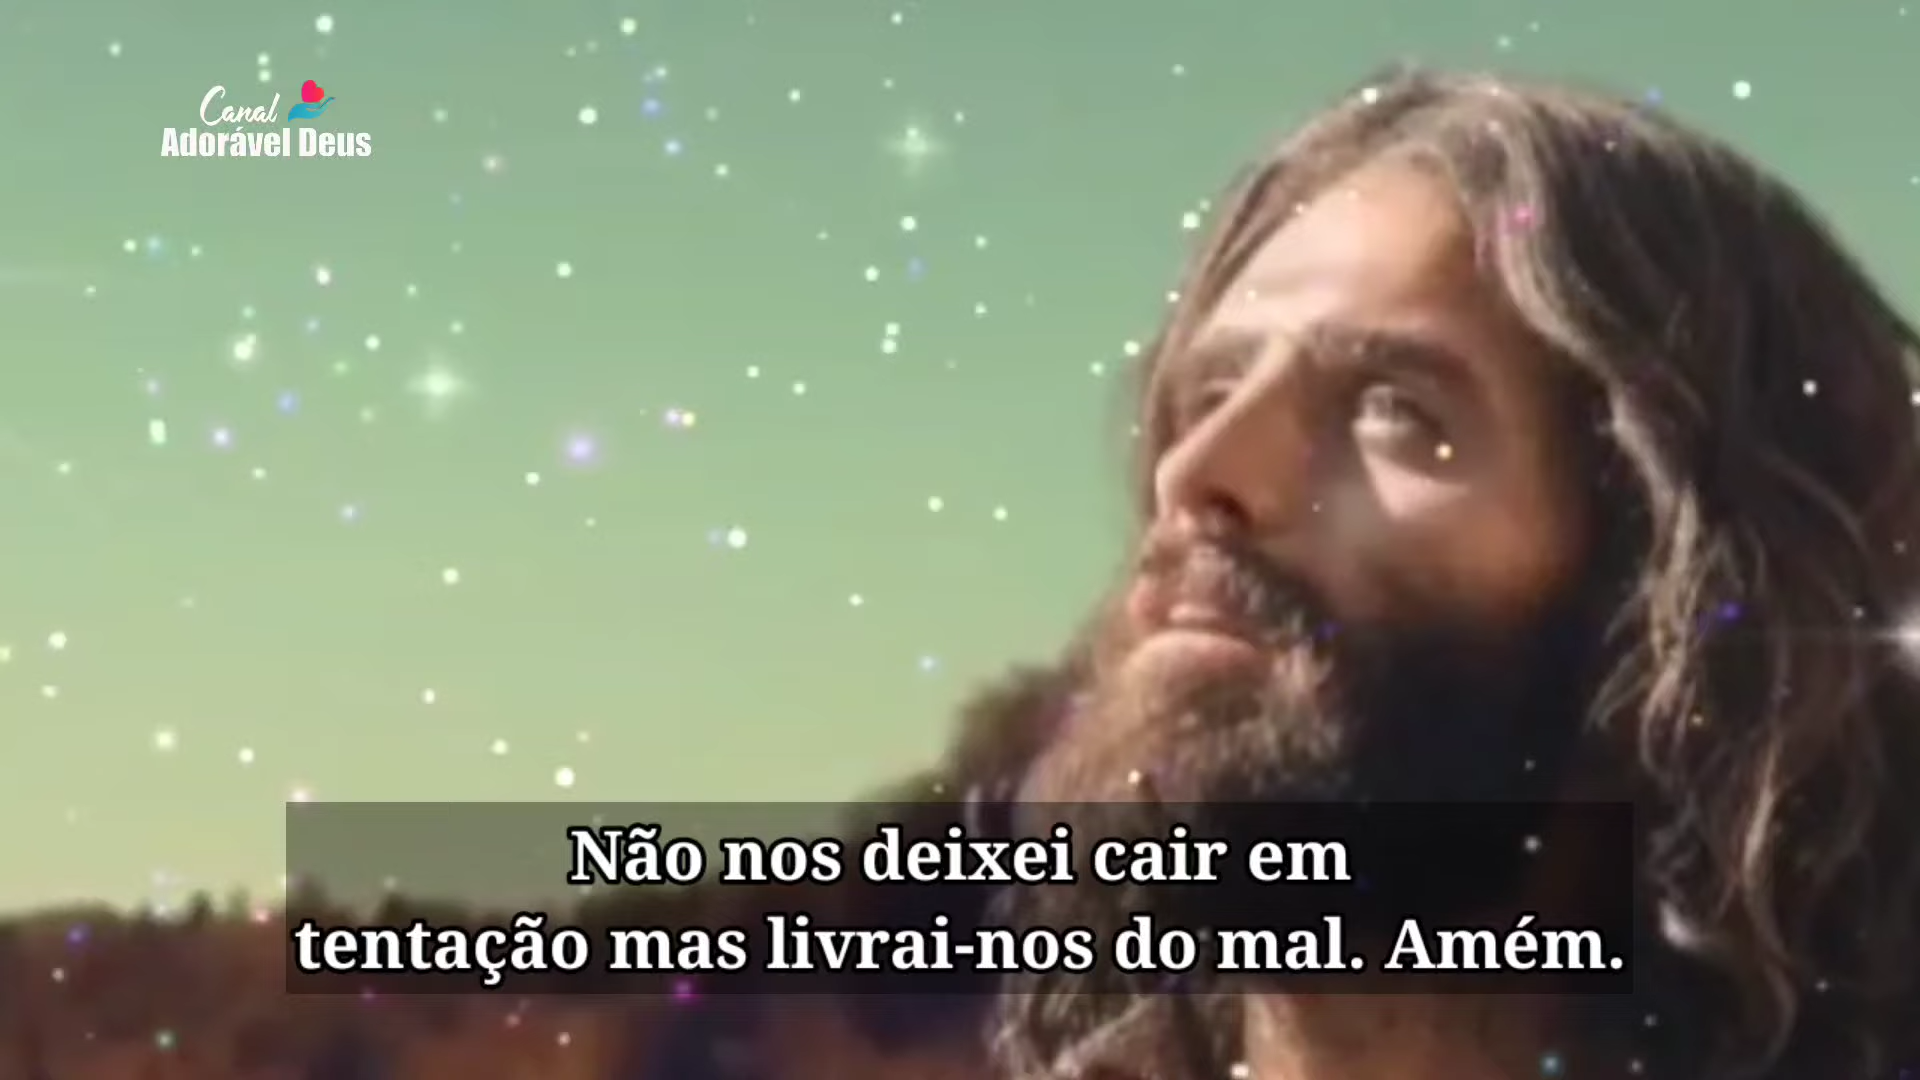 Canal
Adorável Deus
Não nos deixei cair em
tentação mas livrai-nos do mal. Amém.